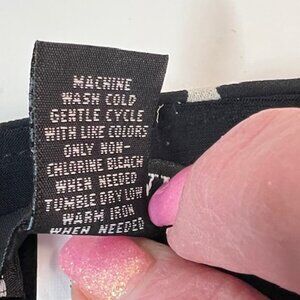 MACHINE
WASH COLD
GENTLE CYCLE
WITH LIKE COLORS
ONLY NON-
CHLORINE BLEACH
WHEN NEEDED
TUMBLE DRY LOW
WARM IRON
WHEN NEEDED